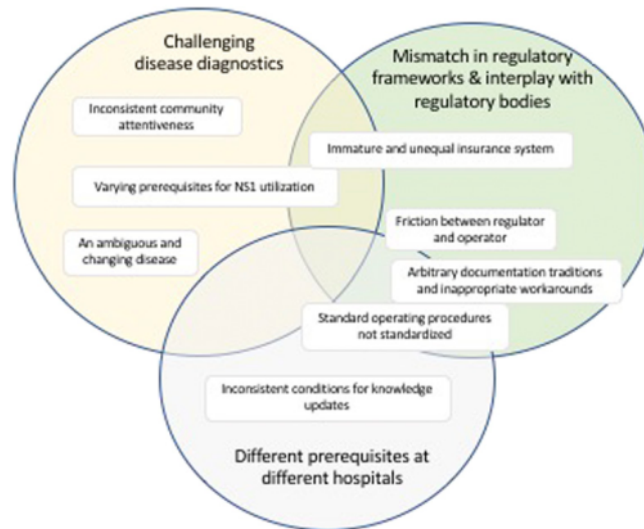 Challenging
disease diagnostics
Mismatch in regulatory
frameworks & interplay with
regulatory bodies
Inconsistent community
attentiveness
Immature and unequal insurance system
Varying prerequisites for NS1 utilization
Friction between regulator
and operator
An ambiguous and
changing disease
Arbitrary documentation traditions
and inappropriate workarounds
Standard operating procedures
not standardized
Inconsistent conditions for knowledge
updates
Different prerequisites at
different hospitals